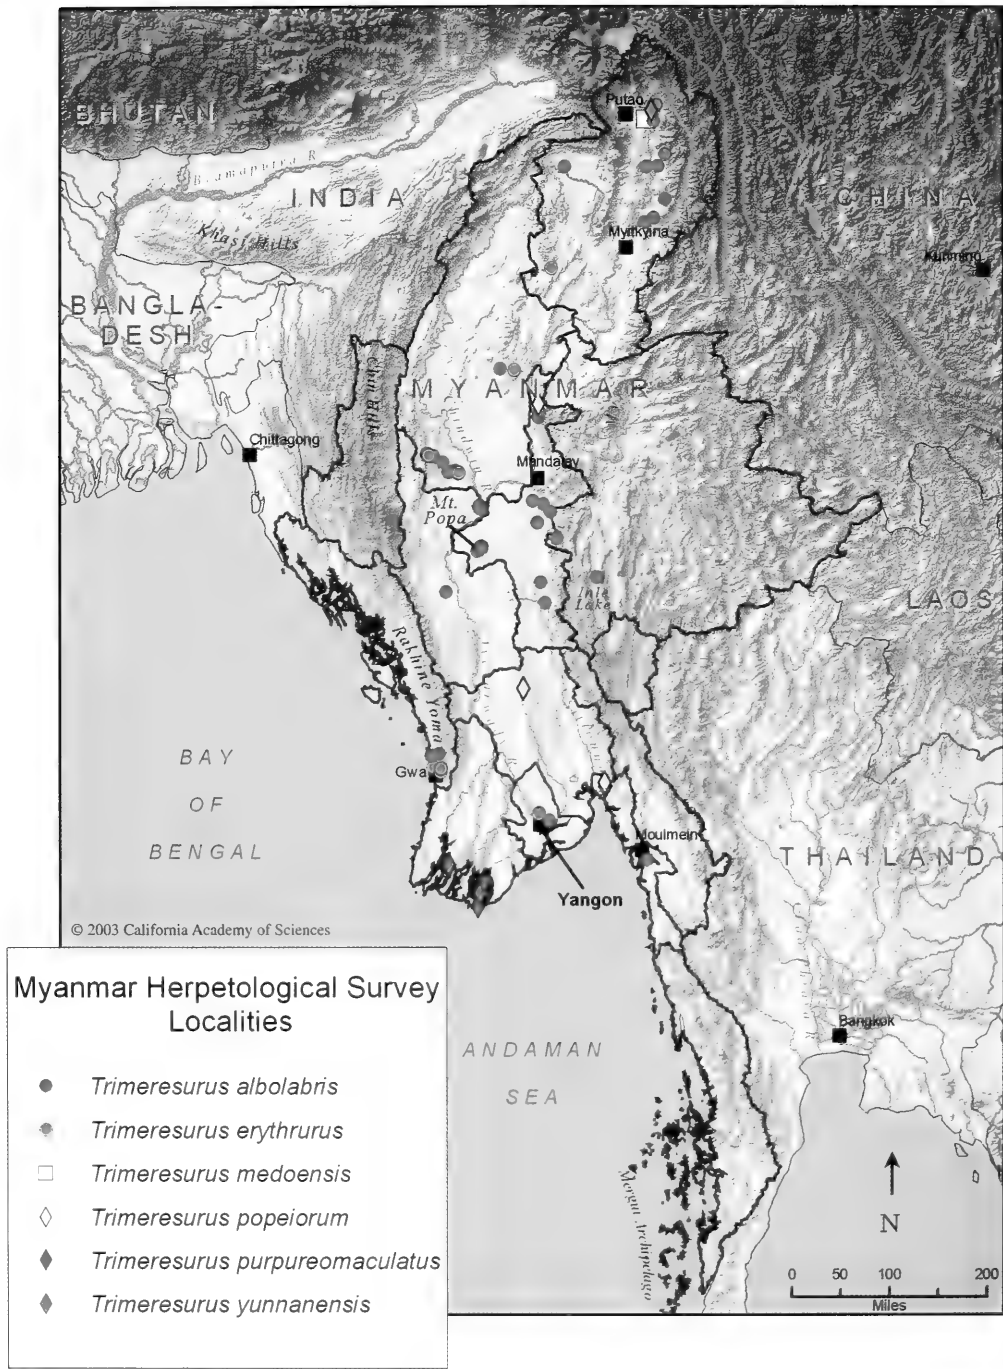 BHUTAN
Putao
Bramaputra R.
INDIA
CHINA
Khasi Hills
Myitkyina
Kunming
BANGLA-
DESH
Chin Hills
MYANMAR
Chittagong
Mandalay
Mt.
Popa
Inle
Lake
LAOS
Rakhine Yoma
BAY
OF
BENGAL
Gwa
Moulmein
THAILAND
Yangon
© 2003 California Academy of Sciences
Myanmar Herpetological Survey
Localities
Trimeresurus albolabris
Trimeresurus erythrurus
Trimeresurus medoensis
Trimeresurus popeiorum
Trimeresurus purpureomaculatus
Trimeresurus yunnanensis
ANDAMAN
SEA
Bangkok
Mergui Archipelago
N
0 50 100 200
Miles